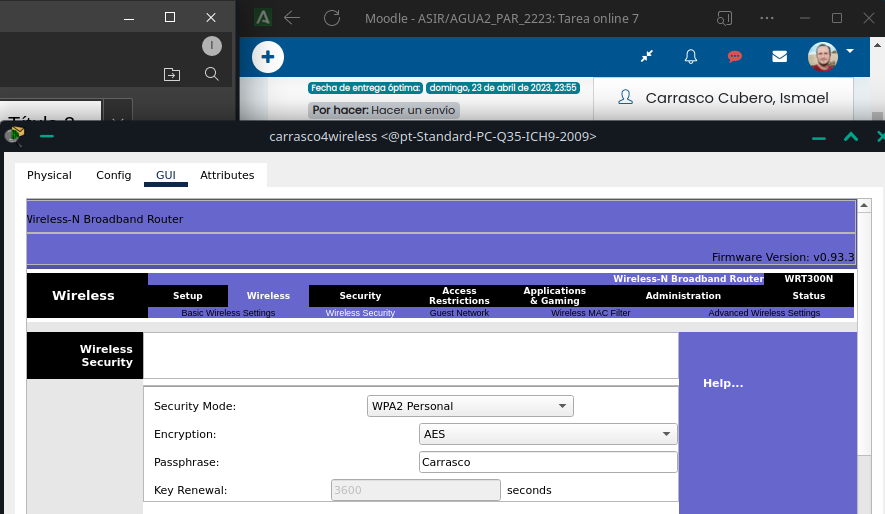 Moodle - ASIR/AGUA2_PAR_2223: Tarea online 7
Fecha de entrega óptima: domingo, 23 de abril de 2023, 23:55
Por hacer: Hacer un envío
Carrasco Cubero, Ismael
carrasco4wireless <@pt-Standard-PC-Q35-ICH9-2009>
Physical Config GUI Attributes
Wireless-N Broadband Router
Firmware Version: v0.93.3
Wireless-N Broadband Router WRT300N
Wireless
Setup Wireless Security Access Restrictions Applications & Gaming Administration Status
Basic Wireless Settings Wireless Security Guest Network Wireless MAC Filter Advanced Wireless Settings
Wireless Security
Help...
Security Mode: WPA2 Personal
Encryption: AES
Passphrase: Carrasco
Key Renewal: 3600 seconds